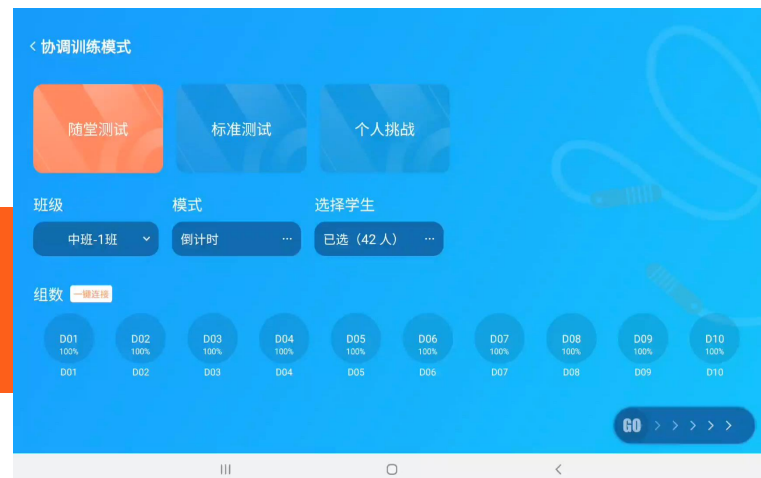 协调训练模式
随堂测试 标准测试 个人挑战
班级 模式 选择学生
中班-1班 倒计时 ... 已选（42 人） ...
组数 一键连接
D01 D02 D03 D04 D05 D06 D07 D08 D09 D10
100% 100% 100% 100% 100% 100% 100% 100% 100% 100%
D01 D02 D03 D04 D05 D06 D07 D08 D09 D10
GO > > > > >